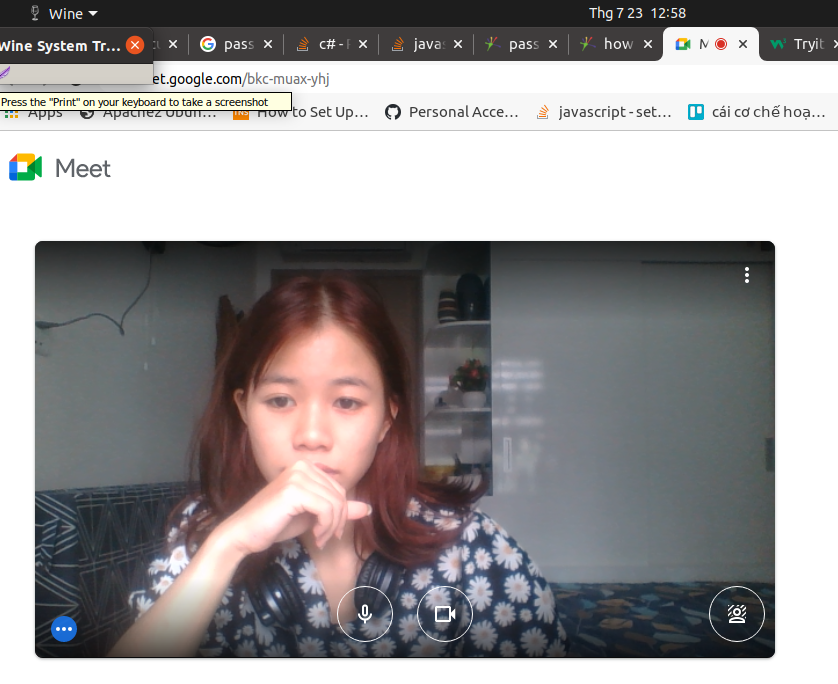 Wine
Thg 7 23 12:58
Wine System Tr...
pass
c# - F
javas
pass
how
M
Tryit
et.google.com/bkc-muax-yhj
Press the "Print" on your keyboard to take a screenshot
Apps
Apache2 Ubun...
How to Set Up...
Personal Acce...
javascript - set...
cái cơ chế hoạ...
Meet